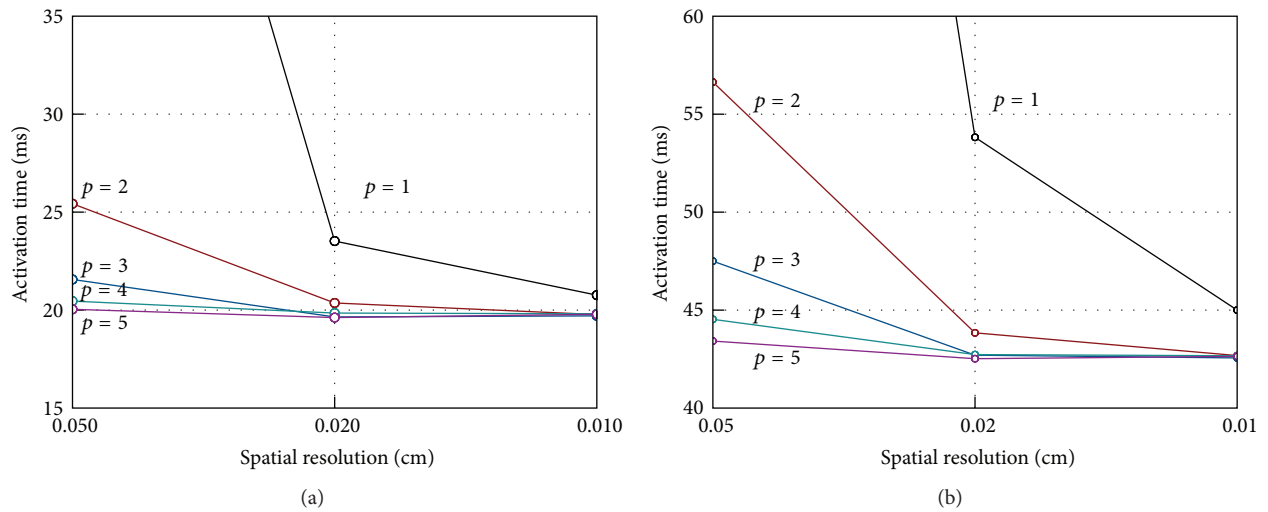 35
30
25
20
15
Activation time (ms)
p = 1
p = 2
p = 3
p = 4
p = 5
0.050
0.020
0.010
Spatial resolution (cm)
(a)
60
55
50
45
40
Activation time (ms)
p = 2
p = 1
p = 3
p = 4
p = 5
0.05
0.02
0.01
Spatial resolution (cm)
(b)